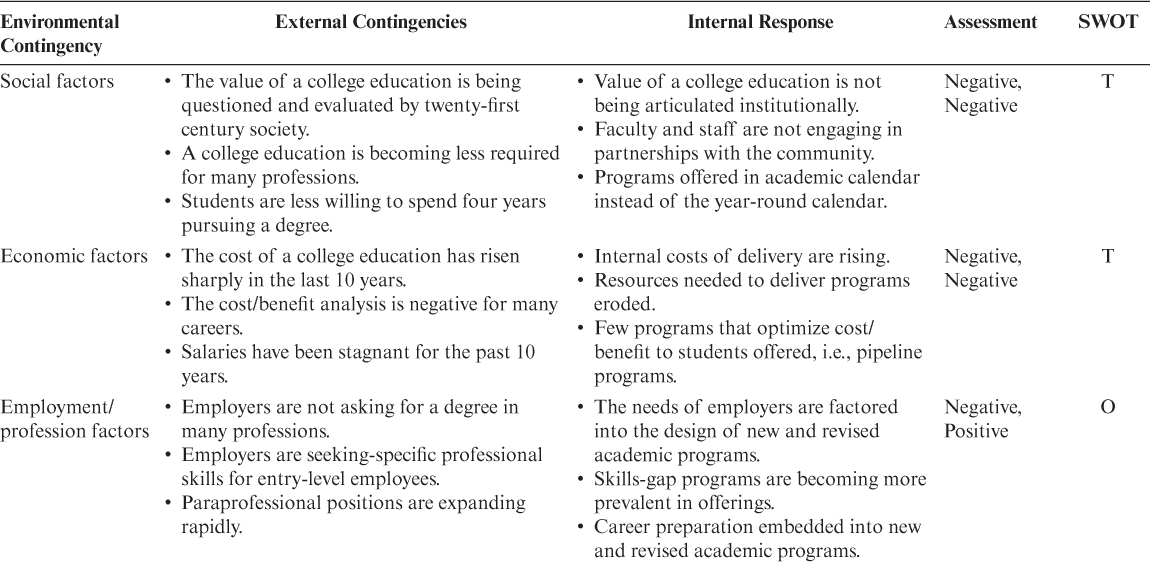 Environmental Contingency
External Contingencies
Internal Response
Assessment
SWOT
Social factors
• The value of a college education is being
questioned and evaluated by twenty-first
century society.
• A college education is becoming less required
for many professions.
• Students are less willing to spend four years
pursuing a degree.
• Value of a college education is not
being articulated institutionally.
• Faculty and staff are not engaging in
partnerships with the community.
• Programs offered in academic calendar
instead of the year-round calendar.
Negative,
Negative
T
Economic factors
• The cost of a college education has risen
sharply in the last 10 years.
• The cost/benefit analysis is negative for many
careers.
• Salaries have been stagnant for the past 10
years.
• Internal costs of delivery are rising.
• Resources needed to deliver programs
eroded.
• Few programs that optimize cost/
benefit to students offered, i.e., pipeline
programs.
Negative,
Negative
T
Employment/
profession factors
• Employers are not asking for a degree in
many professions.
• Employers are seeking-specific professional
skills for entry-level employees.
• Paraprofessional positions are expanding
rapidly.
• The needs of employers are factored
into the design of new and revised
academic programs.
• Skills-gap programs are becoming more
prevalent in offerings.
• Career preparation embedded into new
and revised academic programs.
Negative,
Positive
O